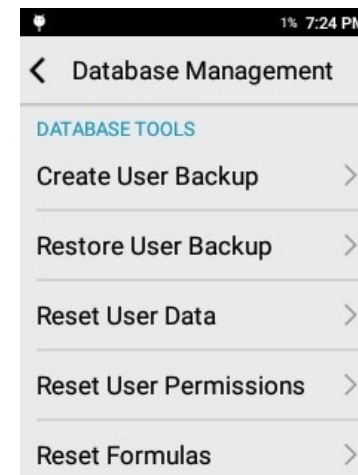 1% 7:24 PM
Database Management
DATABASE TOOLS
Create User Backup
Restore User Backup
Reset User Data
Reset User Permissions
Reset Formulas